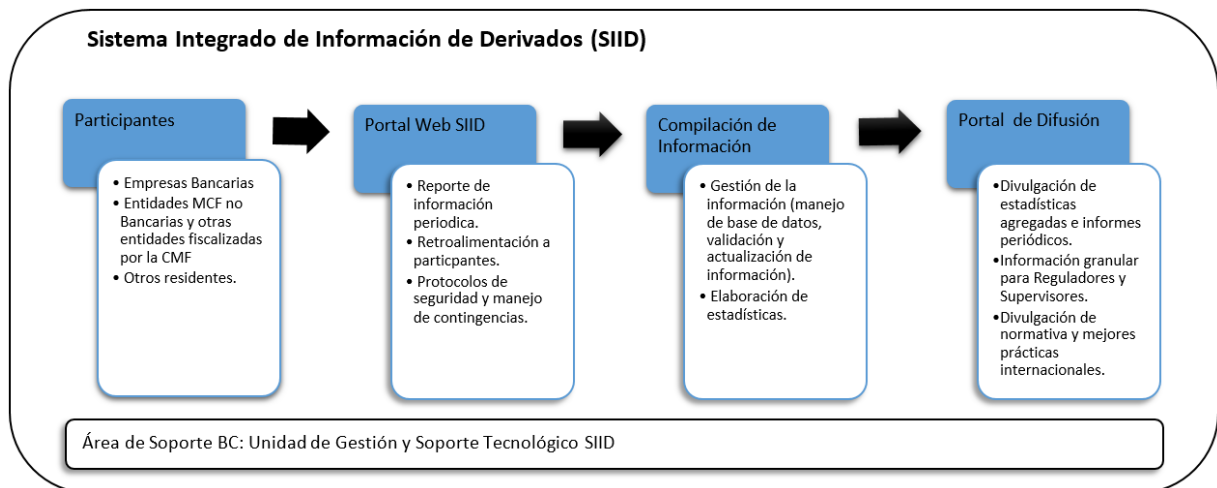 Sistema Integrado de Información de Derivados (SIID)
Participantes
• Empresas Bancarias
• Entidades MCF no
Bancarias y otras
entidades fiscalizadas
por la CMF
• Otros residentes.
Portal Web SIID
• Reporte de
información
periodica.
• Retroalimentación a
particpantes.
• Protocolos de
seguridad y manejo
de contingencias.
Compilación de
Información
• Gestión de la
información (manejo
de base de datos,
validación y
actualización de
información).
• Elaboración de
estadísticas.
Portal de Difusión
•Divulgación de
estadísticas
agregadas e informes
periódicos.
•Información granular
para Reguladores y
Supervisores.
•Divulgación de
normativa y mejores
prácticas
internacionales.
Área de Soporte BC: Unidad de Gestión y Soporte Tecnológico SIID